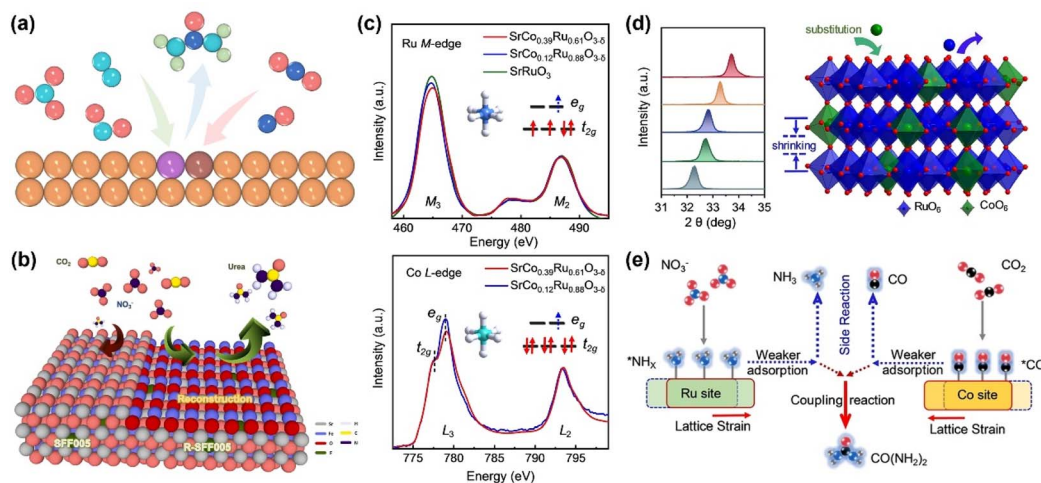 (a)
(b)
CO2
NO3-
Urea
Reconstruction
SFF005
R-SFF005
Sr
Fe
O
F
H
C
N
(c)
Ru M-edge
SrCo0.39Ru0.61O3-δ
SrCo0.12Ru0.88O3-δ
SrRuO3
eg
t2g
M3
M2
Intensity (a.u.)
460 470 480 490
Energy (eV)
Co L-edge
SrCo0.39Ru0.61O3-δ
SrCo0.12Ru0.88O3-δ
eg
t2g
eg
t2g
L3
L2
Intensity (a.u.)
775 780 785 790 795
Energy (eV)
(d)
Intensity (a.u.)
31 32 33 34 35
2 θ (deg)
substitution
shrinking
RuO6
CoO6
(e)
NO3-
NH3
CO
CO2
Side Reaction
*NHX
Weaker
adsorption
Weaker
adsorption
*CO
Ru site
Coupling reaction
Co site
Lattice Strain
Lattice Strain
CO(NH2)2